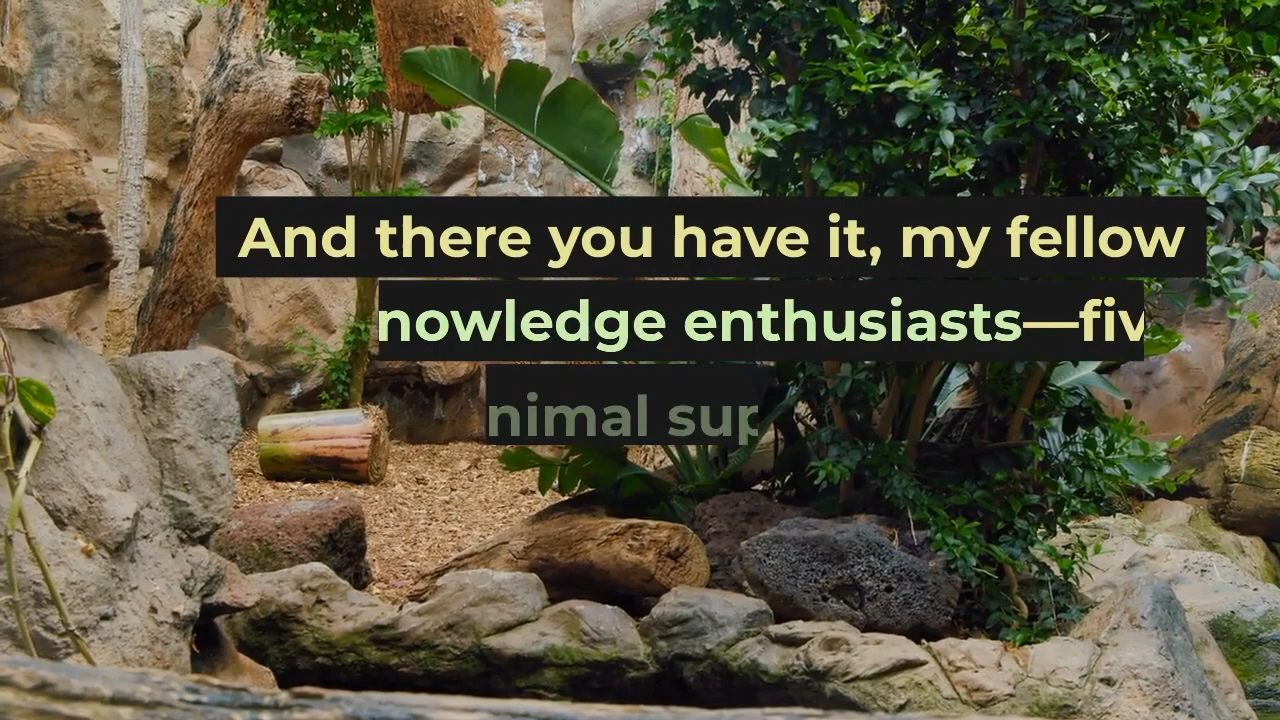 And there you have it, my fellow
nowledge enthusiasts—fiv
nimal sup